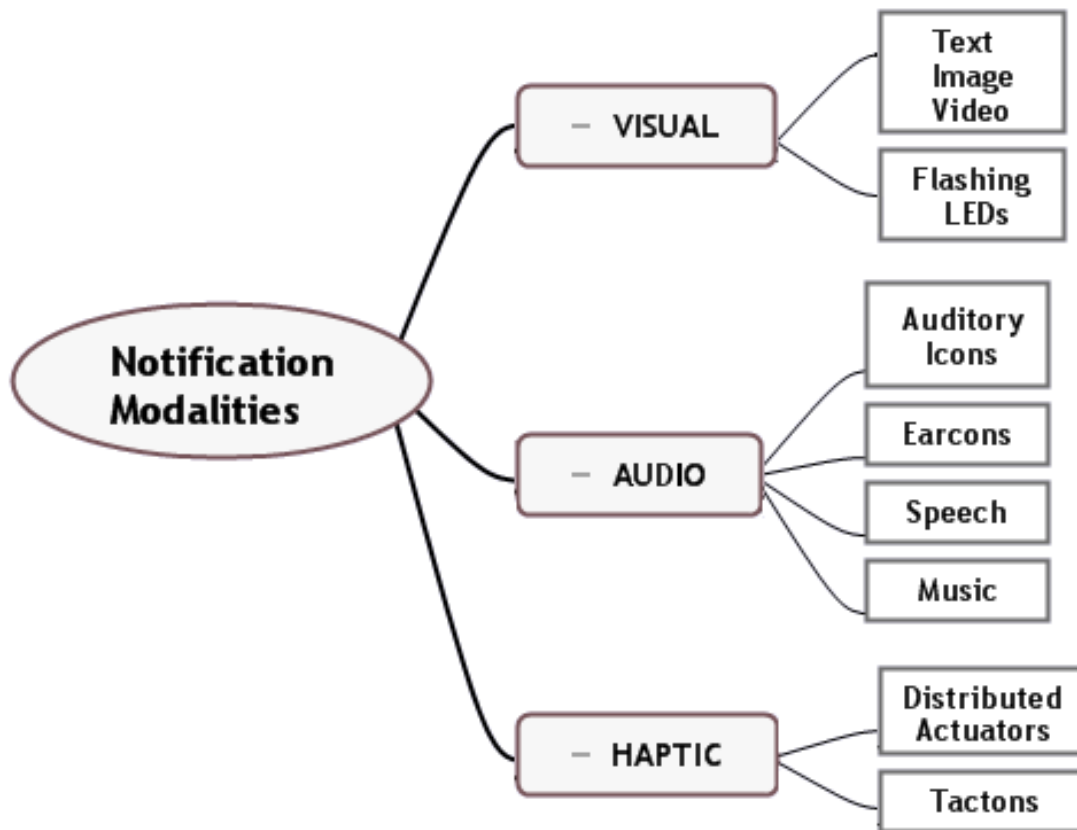 Notification
Modalities
– VISUAL
Text
Image
Video
Flashing
LEDs
– AUDIO
Auditory
Icons
Earcons
Speech
Music
– HAPTIC
Distributed
Actuators
Tactons